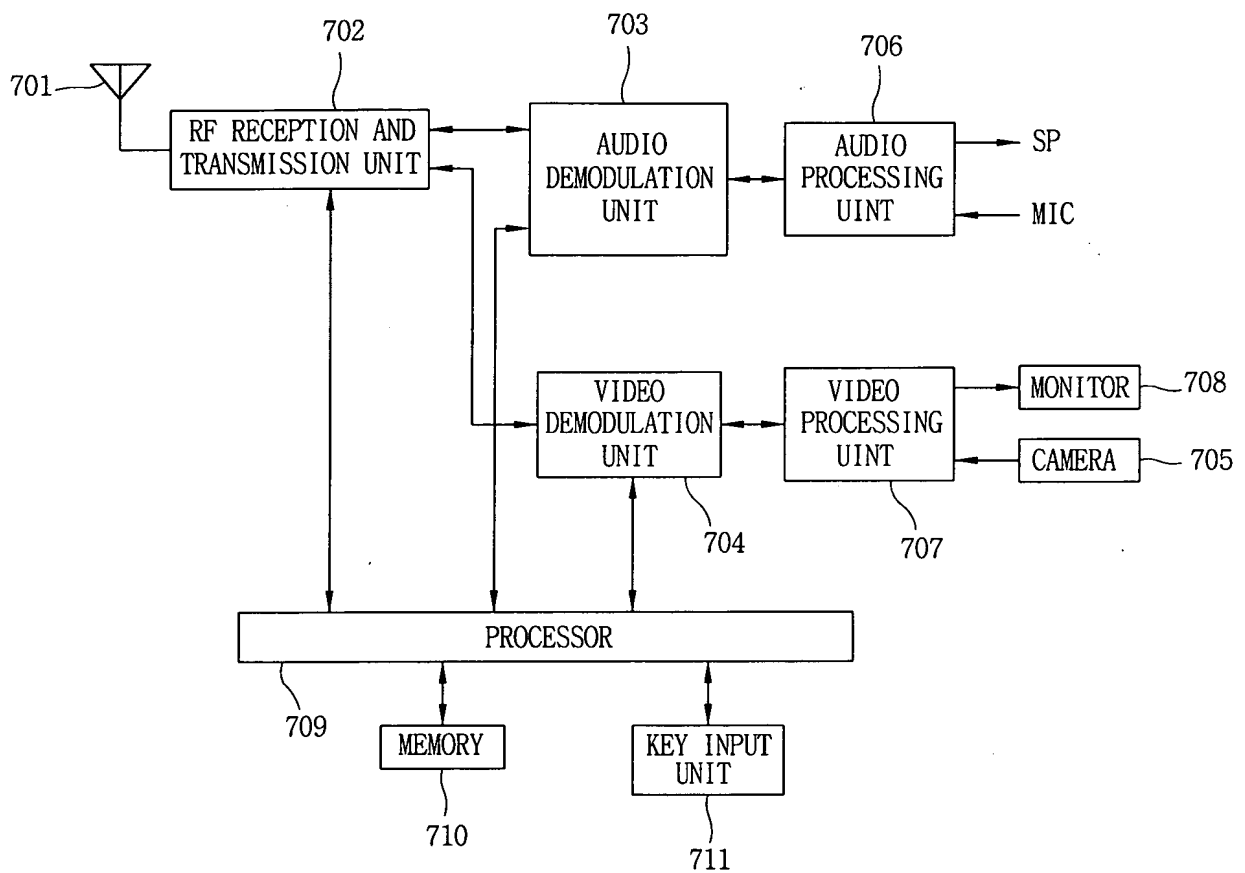 702
703
706
701
RF RECEPTION AND
TRANSMISSION UNIT
AUDIO
DEMODULATION
UNIT
AUDIO
PROCESSING
UINT
SP
MIC
VIDEO
DEMODULATION
UNIT
VIDEO
PROCESSING
UINT
MONITOR
708
CAMERA
705
704
707
PROCESSOR
709
MEMORY
KEY INPUT
UNIT
710
711